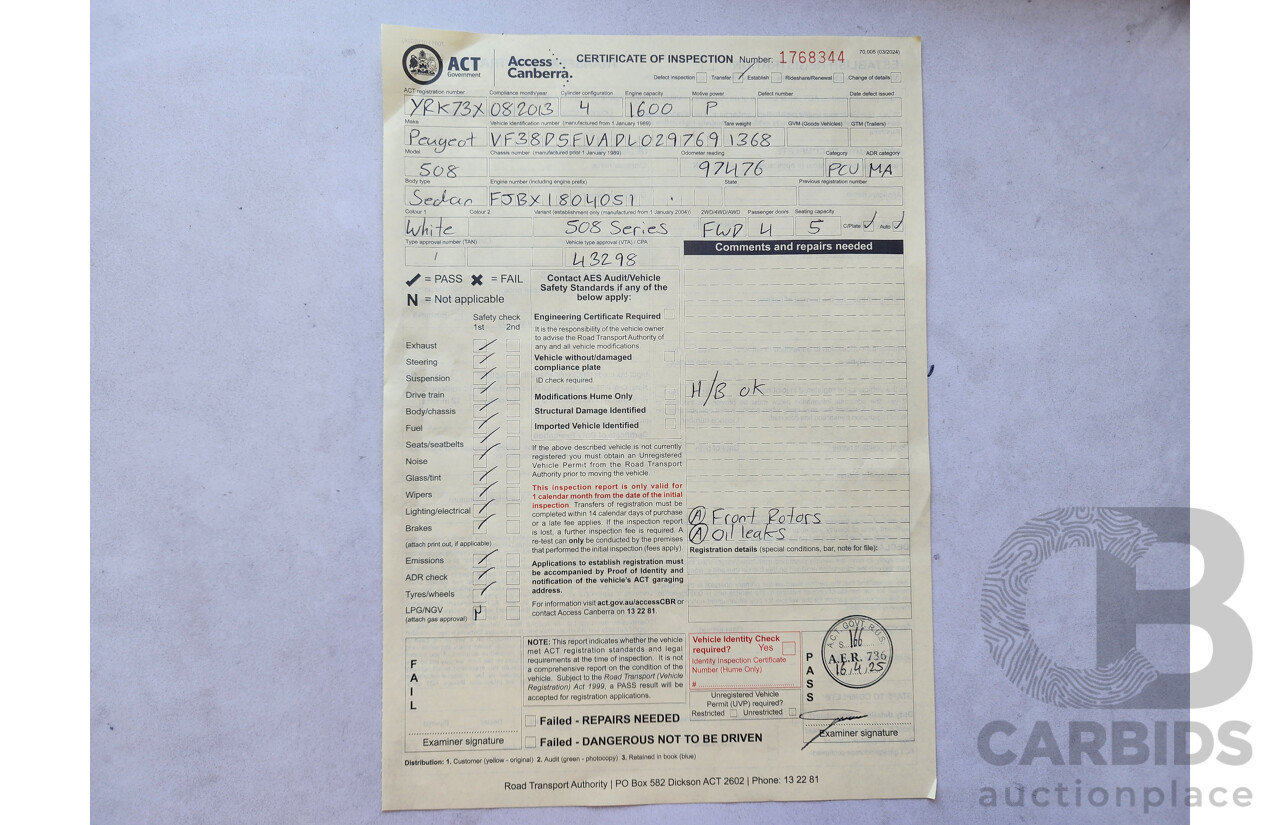 70.005 (03/2024)
ACT Government Access Canberra. CERTIFICATE OF INSPECTION Number: 1768344
Defect inspection Transfer ✓ Establish Rideshare/Renewal Change of details
ACT registration number Compliance month/year Cylinder configuration Engine capacity Motive power Defect number Date defect issued
YRK73X 08 2013 4 1600 P
Make Vehicle identification number (manufactured from 1 January 1989) Tare weight GVM (Goods Vehicles) GTM (Trailers)
Peugeot VF38D5FVADL029769 1368
Model Chassis number (manufactured prior 1 January 1989) Odometer reading Category ADR category
508 97476 PCU MA
Body type Engine number (including engine prefix) State Previous registration number
Sedan FJBX1804051
Colour 1 Colour 2 Variant (establishment only (manufactured from 1 January 2004)) 2WD/4WD/AWD Passenger doors Seating capacity
White 508 Series FWD 4 5 C/Plate ✓ Auto ✓
Type approval number (TAN) Vehicle type approval (VTA) / CPA
/ 43298
Comments and repairs needed
✓ = PASS ✖ = FAIL
N = Not applicable
Safety check
1st 2nd
Exhaust
Steering
Suspension
Drive train
Body/chassis
Fuel
Seats/seatbelts
Noise
Glass/tint
Wipers
Lighting/electrical
Brakes
(attach print out, if applicable)
Emissions
ADR check
Tyres/wheels
LPG/NGV N
(attach gas approval)
Contact AES Audit/Vehicle
Safety Standards if any of the
below apply:
Engineering Certificate Required
It is the responsibility of the vehicle owner
to advise the Road Transport Authority of
any and all vehicle modifications
Vehicle without/damaged
compliance plate
ID check required
Modifications Hume Only
Structural Damage Identified
Imported Vehicle Identified
If the above described vehicle is not currently
registered you must obtain an Unregistered
Vehicle Permit from the Road Transport
Authority prior to moving the vehicle.
This inspection report is only valid for
1 calendar month from the date of the initial
inspection. Transfers of registration must be
completed within 14 calendar days of purchase
or a late fee applies. If the inspection report
is lost, a further inspection fee is required. A
re-test can only be conducted by the premises
that performed the initial inspection (fees apply)
Applications to establish registration must
be accompanied by Proof of Identity and
notification of the vehicle's ACT garaging
address.
For information visit act.gov.au/accessCBR or
contact Access Canberra on 13 22 81.
H/B ok
(A) Front Rotors
(A) Oil leaks
Registration details (special conditions, bar, note for file):
FAIL
Examiner signature
NOTE: This report indicates whether the vehicle
met ACT registration standards and legal
requirements at the time of inspection. It is not
a comprehensive report on the condition of the
vehicle. Subject to the Road Transport (Vehicle
Registration) Act 1999, a PASS result will be
accepted for registration applications.
Failed - REPAIRS NEEDED
Failed - DANGEROUS NOT TO BE DRIVEN
Vehicle Identity Check
required? Yes
Identity Inspection Certificate
Number (Hume Only)
#
Unregistered Vehicle
Permit (UVP) required?
Restricted Unrestricted
PASS
A.C.T. GOVT R.G.S.
S. 166
A.E.R. 736
16,4,25
Examiner signature
Distribution: 1. Customer (yellow - original) 2. Audit (green - photocopy) 3. Retained in book (blue)
Road Transport Authority | PO Box 582 Dickson ACT 2602 | Phone: 13 22 81
CB
CARBIDS
auctionplace